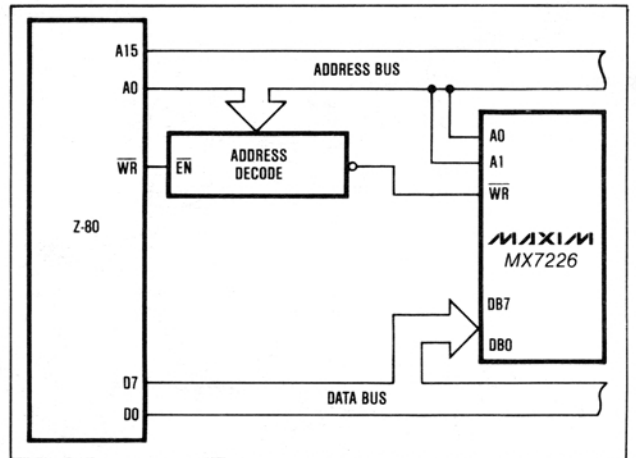 A15
ADDRESS BUS
A0
A0
A1
WR
EN
ADDRESS
DECODE
WR
Z-80
MAXIM
MX7226
DB7
DB0
D7
DATA BUS
D0